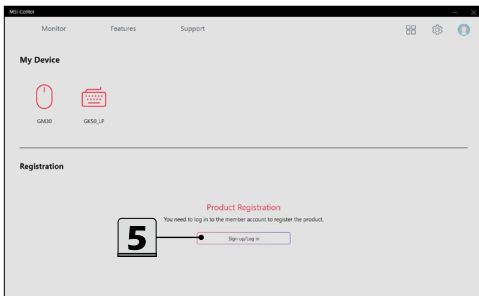 MSI Center
Monitor Features Support
My Device
GM30 GK50_LP
Registration
Product Registration
You need to log in to the member account to register the product.
5
Sign up/Log in